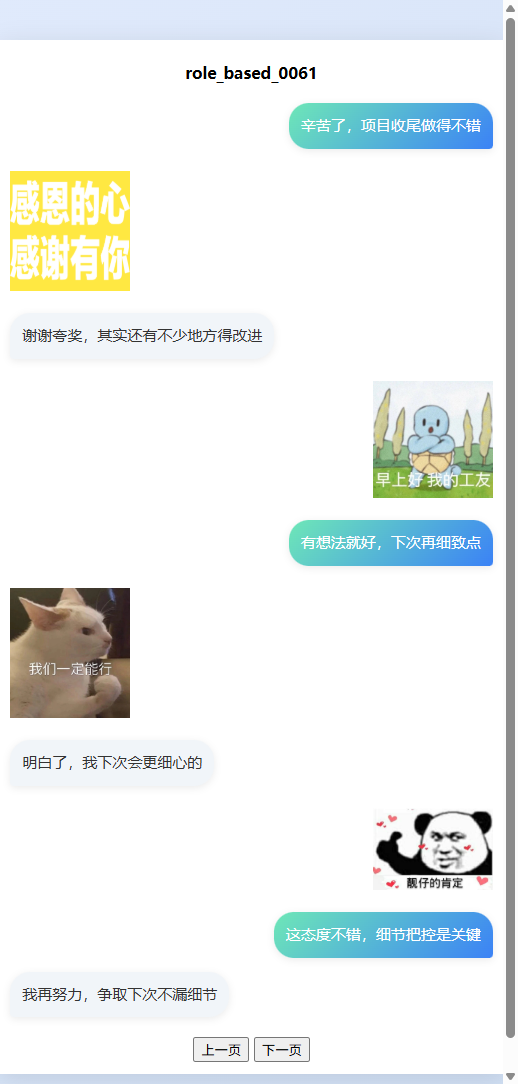 role_based_0061
辛苦了，项目收尾做得不错
感恩的心
感谢有你
谢谢夸奖，其实还有不少地方得改进
早上好 我的工友
有想法就好，下次再细致点
我们一定能行
明白了，我下次会更细心的
靓仔的肯定
这态度不错，细节把控是关键
我再努力，争取下次不漏细节
上一页 下一页